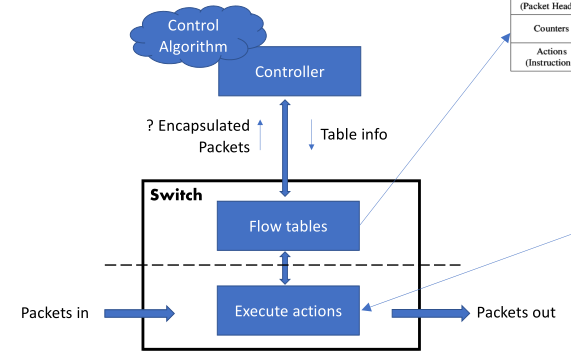 Control
Algorithm
Controller
(Packet Head
Counters
Actions
(Instruction
? Encapsulated
Packets
Table info
Switch
Flow tables
Packets in
Execute actions
Packets out